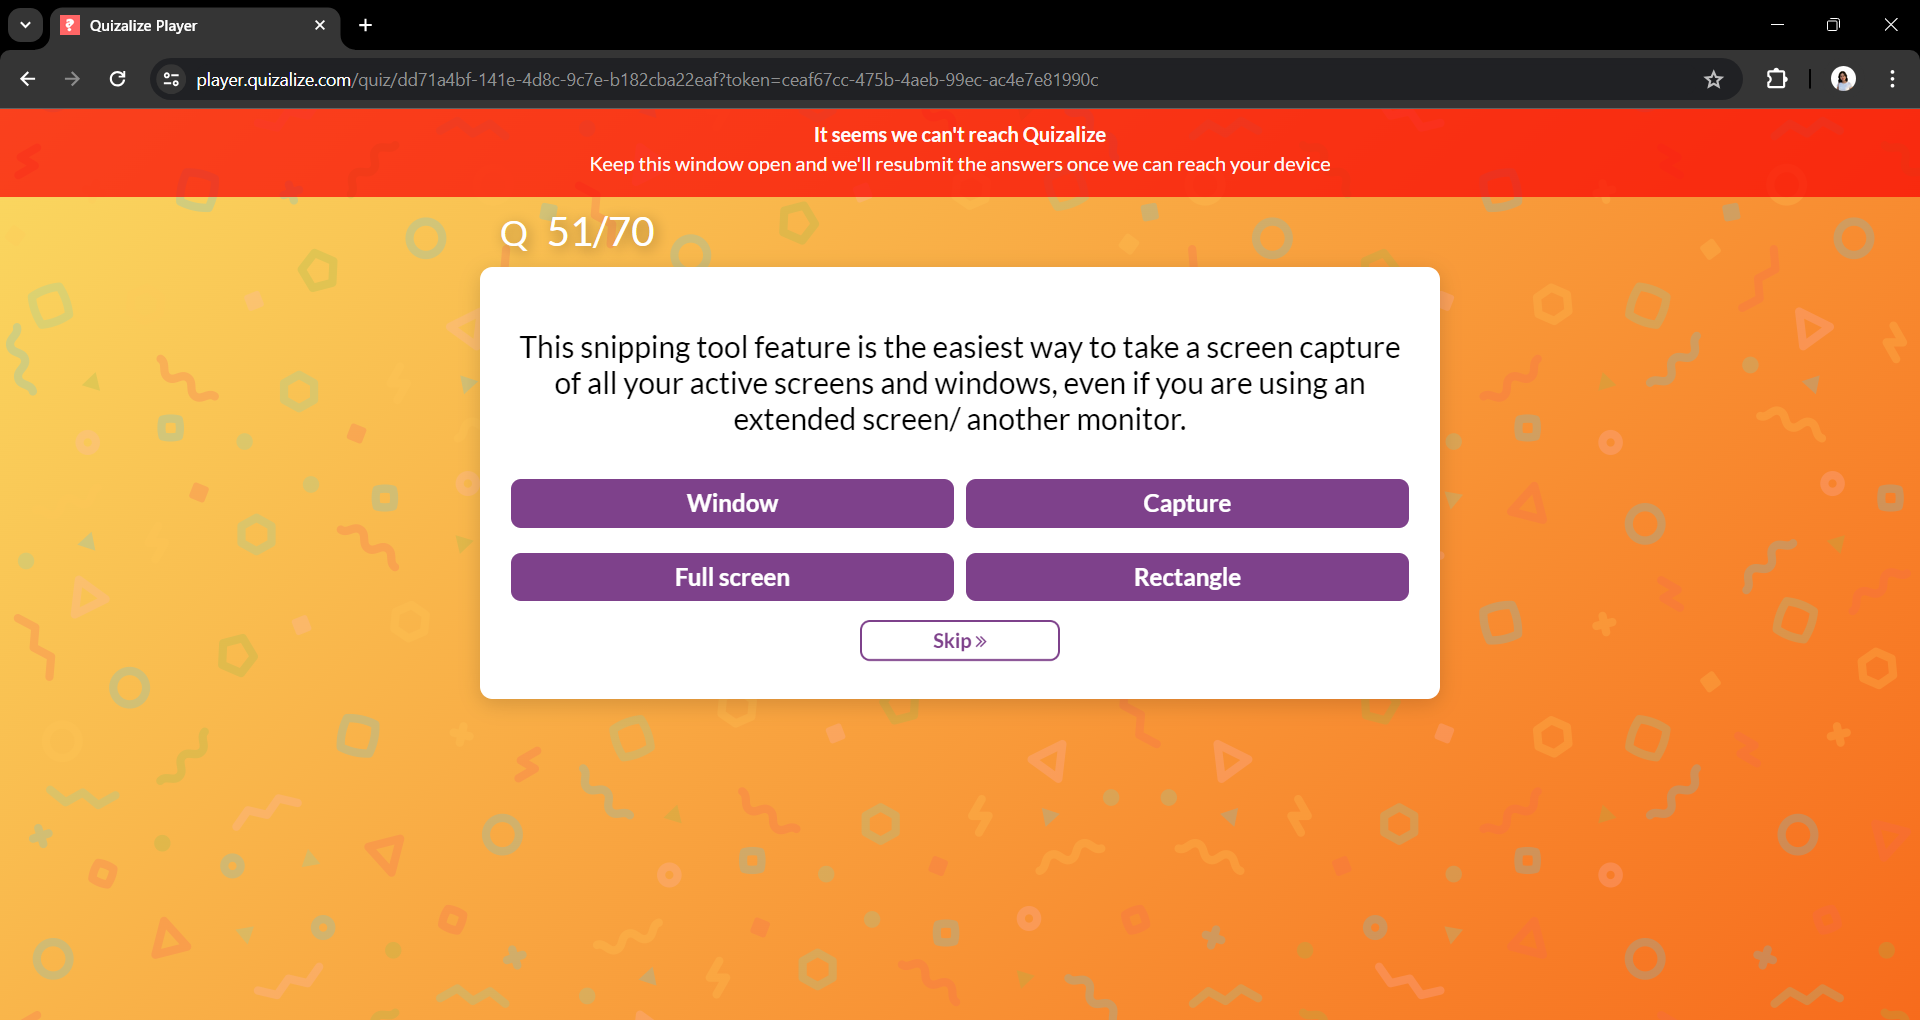 Quizalize Player
player.quizalize.com/quiz/dd71a4bf-141e-4d8c-9c7e-b182cba22eaf?token=ceaf67cc-475b-4aeb-99ec-ac4e7e81990c
It seems we can't reach Quizalize
Keep this window open and we'll resubmit the answers once we can reach your device
Q 51/70
This snipping tool feature is the easiest way to take a screen capture
of all your active screens and windows, even if you are using an
extended screen/ another monitor.
Window
Capture
Full screen
Rectangle
Skip »